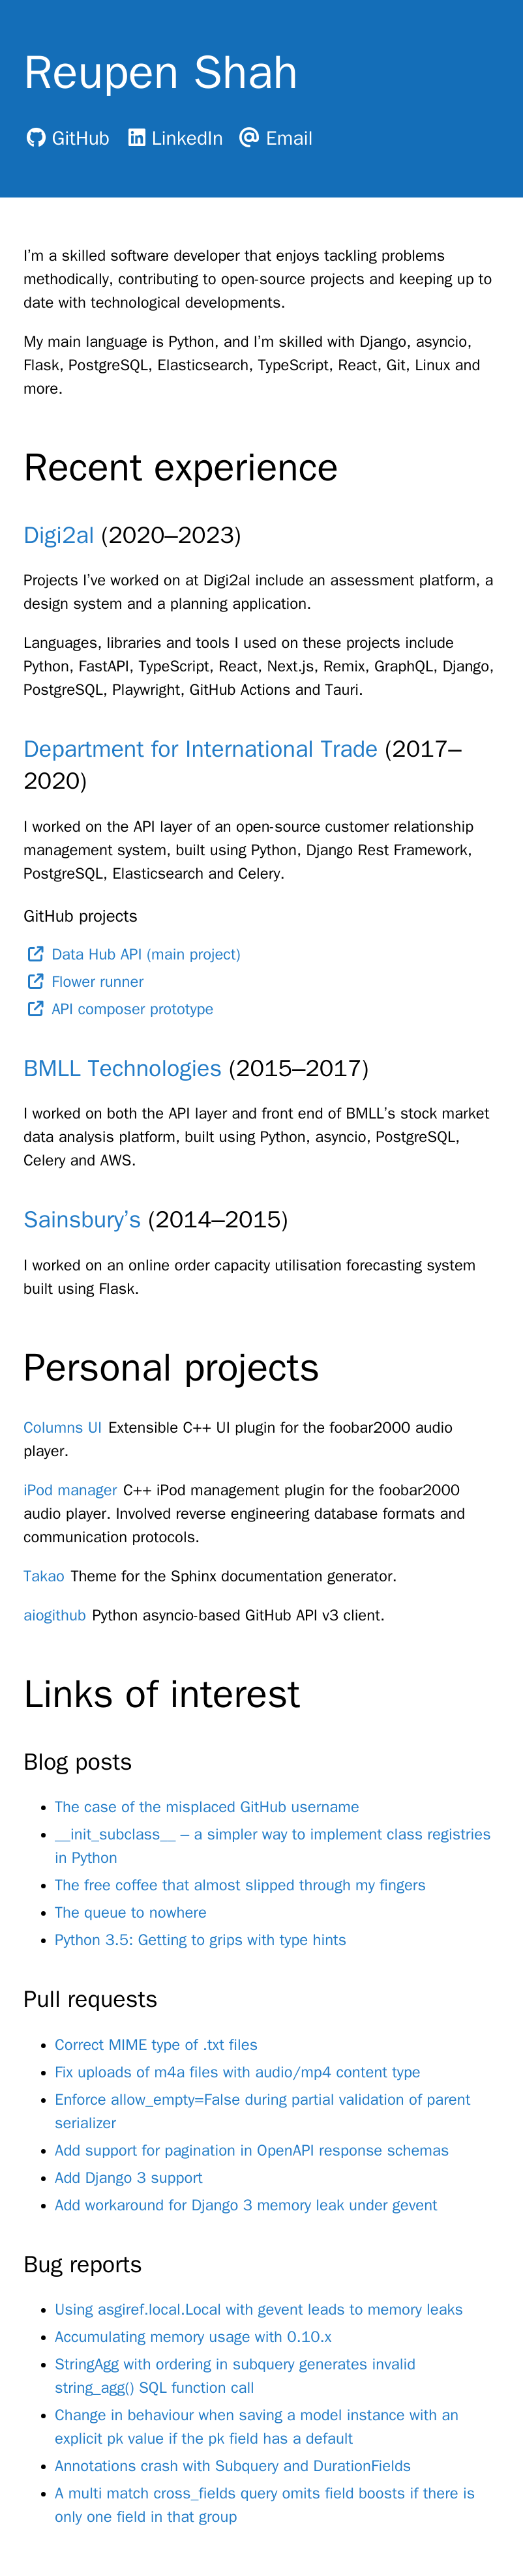 Reupen Shah
GitHub LinkedIn Email
I’m a skilled software developer that enjoys tackling problems
methodically, contributing to open-source projects and keeping up to
date with technological developments.
My main language is Python, and I’m skilled with Django, asyncio,
Flask, PostgreSQL, Elasticsearch, TypeScript, React, Git, Linux and
more.
Recent experience
Digi2al (2020–2023)
Projects I’ve worked on at Digi2al include an assessment platform, a
design system and a planning application.
Languages, libraries and tools I used on these projects include
Python, FastAPI, TypeScript, React, Next.js, Remix, GraphQL, Django,
PostgreSQL, Playwright, GitHub Actions and Tauri.
Department for International Trade (2017–
2020)
I worked on the API layer of an open-source customer relationship
management system, built using Python, Django Rest Framework,
PostgreSQL, Elasticsearch and Celery.
GitHub projects
Data Hub API (main project)
Flower runner
API composer prototype
BMLL Technologies (2015–2017)
I worked on both the API layer and front end of BMLL’s stock market
data analysis platform, built using Python, asyncio, PostgreSQL,
Celery and AWS.
Sainsbury’s (2014–2015)
I worked on an online order capacity utilisation forecasting system
built using Flask.
Personal projects
Columns UI Extensible C++ UI plugin for the foobar2000 audio
player.
iPod manager C++ iPod management plugin for the foobar2000
audio player. Involved reverse engineering database formats and
communication protocols.
Takao Theme for the Sphinx documentation generator.
aiogithub Python asyncio-based GitHub API v3 client.
Links of interest
Blog posts
• The case of the misplaced GitHub username
• __init_subclass__ – a simpler way to implement class registries
in Python
• The free coffee that almost slipped through my fingers
• The queue to nowhere
• Python 3.5: Getting to grips with type hints
Pull requests
• Correct MIME type of .txt files
• Fix uploads of m4a files with audio/mp4 content type
• Enforce allow_empty=False during partial validation of parent
serializer
• Add support for pagination in OpenAPI response schemas
• Add Django 3 support
• Add workaround for Django 3 memory leak under gevent
Bug reports
• Using asgiref.local.Local with gevent leads to memory leaks
• Accumulating memory usage with 0.10.x
• StringAgg with ordering in subquery generates invalid
string_agg() SQL function call
• Change in behaviour when saving a model instance with an
explicit pk value if the pk field has a default
• Annotations crash with Subquery and DurationFields
• A multi match cross_fields query omits field boosts if there is
only one field in that group